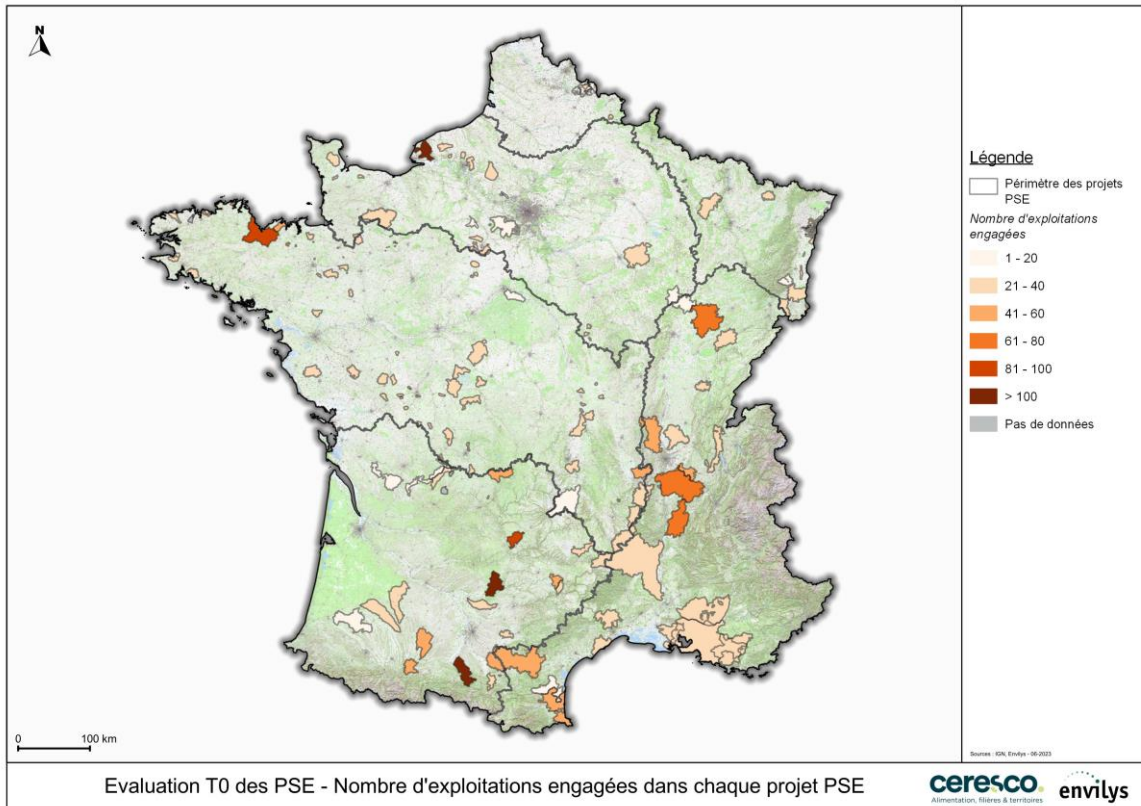 N
Légende
Périmètre des projets
PSE
Nombre d'exploitations
engagées
1 - 20
21 - 40
41 - 60
61 - 80
81 - 100
> 100
Pas de données
0 100 km
Sources : IGN, Envilys - 06-2023
Evaluation T0 des PSE - Nombre d'exploitations engagées dans chaque projet PSE
ceresco.
Alimentation, filières & territoires
envilys